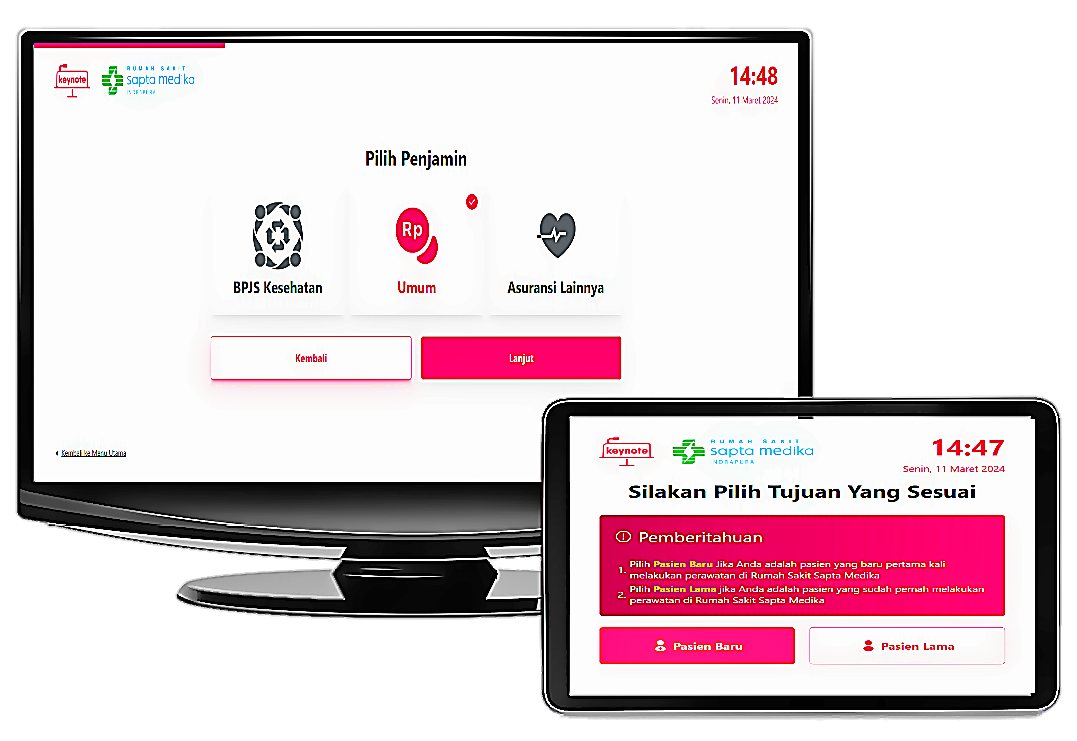 keynote
RUMAH SAKIT
sapta medika
INDRAPURA
14:48
Senin, 11 Maret 2024
Pilih Penjamin
Rp
BPJS Kesehatan
Umum
Asuransi Lainnya
Kembali
Lanjut
Kembali ke Menu Utama
keynote
RUMAH SAKIT
sapta medika
INDRAPURA
14:47
Senin, 11 Maret 2024
Silakan Pilih Tujuan Yang Sesuai
Pemberitahuan
1. Pilih Pasien Baru Jika Anda adalah pasien yang baru pertama kali
melakukan perawatan di Rumah Sakit Sapta Medika
2. Pilih Pasien Lama jika Anda adalah pasien yang sudah pernah melakukan
perawatan di Rumah Sakit Sapta Medika
Pasien Baru
Pasien Lama